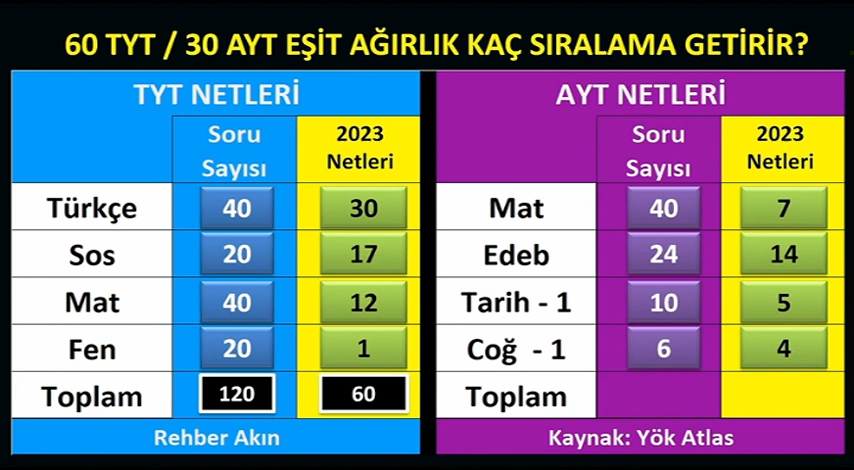 60 TYT / 30 AYT EŞİT AĞIRLIK KAÇ SIRALAMA GETİRİR?
TYT NETLERİ
Soru Sayısı 2023 Netleri
Türkçe 40 30
Sos 20 17
Mat 40 12
Fen 20 1
Toplam 120 60
Rehber Akın
AYT NETLERİ
Soru Sayısı 2023 Netleri
Mat 40 7
Edeb 24 14
Tarih - 1 10 5
Coğ - 1 6 4
Toplam
Kaynak: Yök Atlas